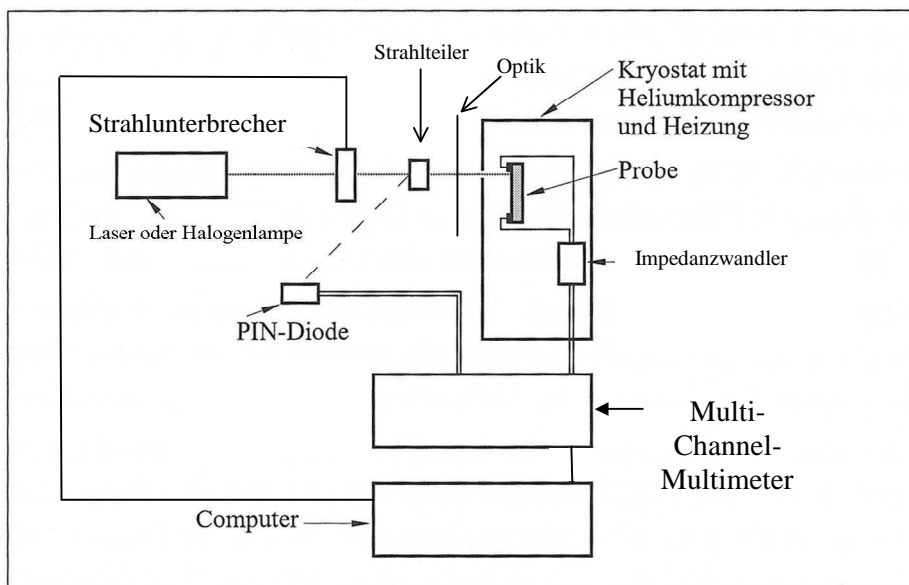 Strahlteiler
Optik
Kryostat mit
Heliumkompressor
und Heizung
Strahlunterbrecher
Probe
Laser oder Halogenlampe
Impedanzwandler
PIN-Diode
Multi-
Channel-
Multimeter
Computer